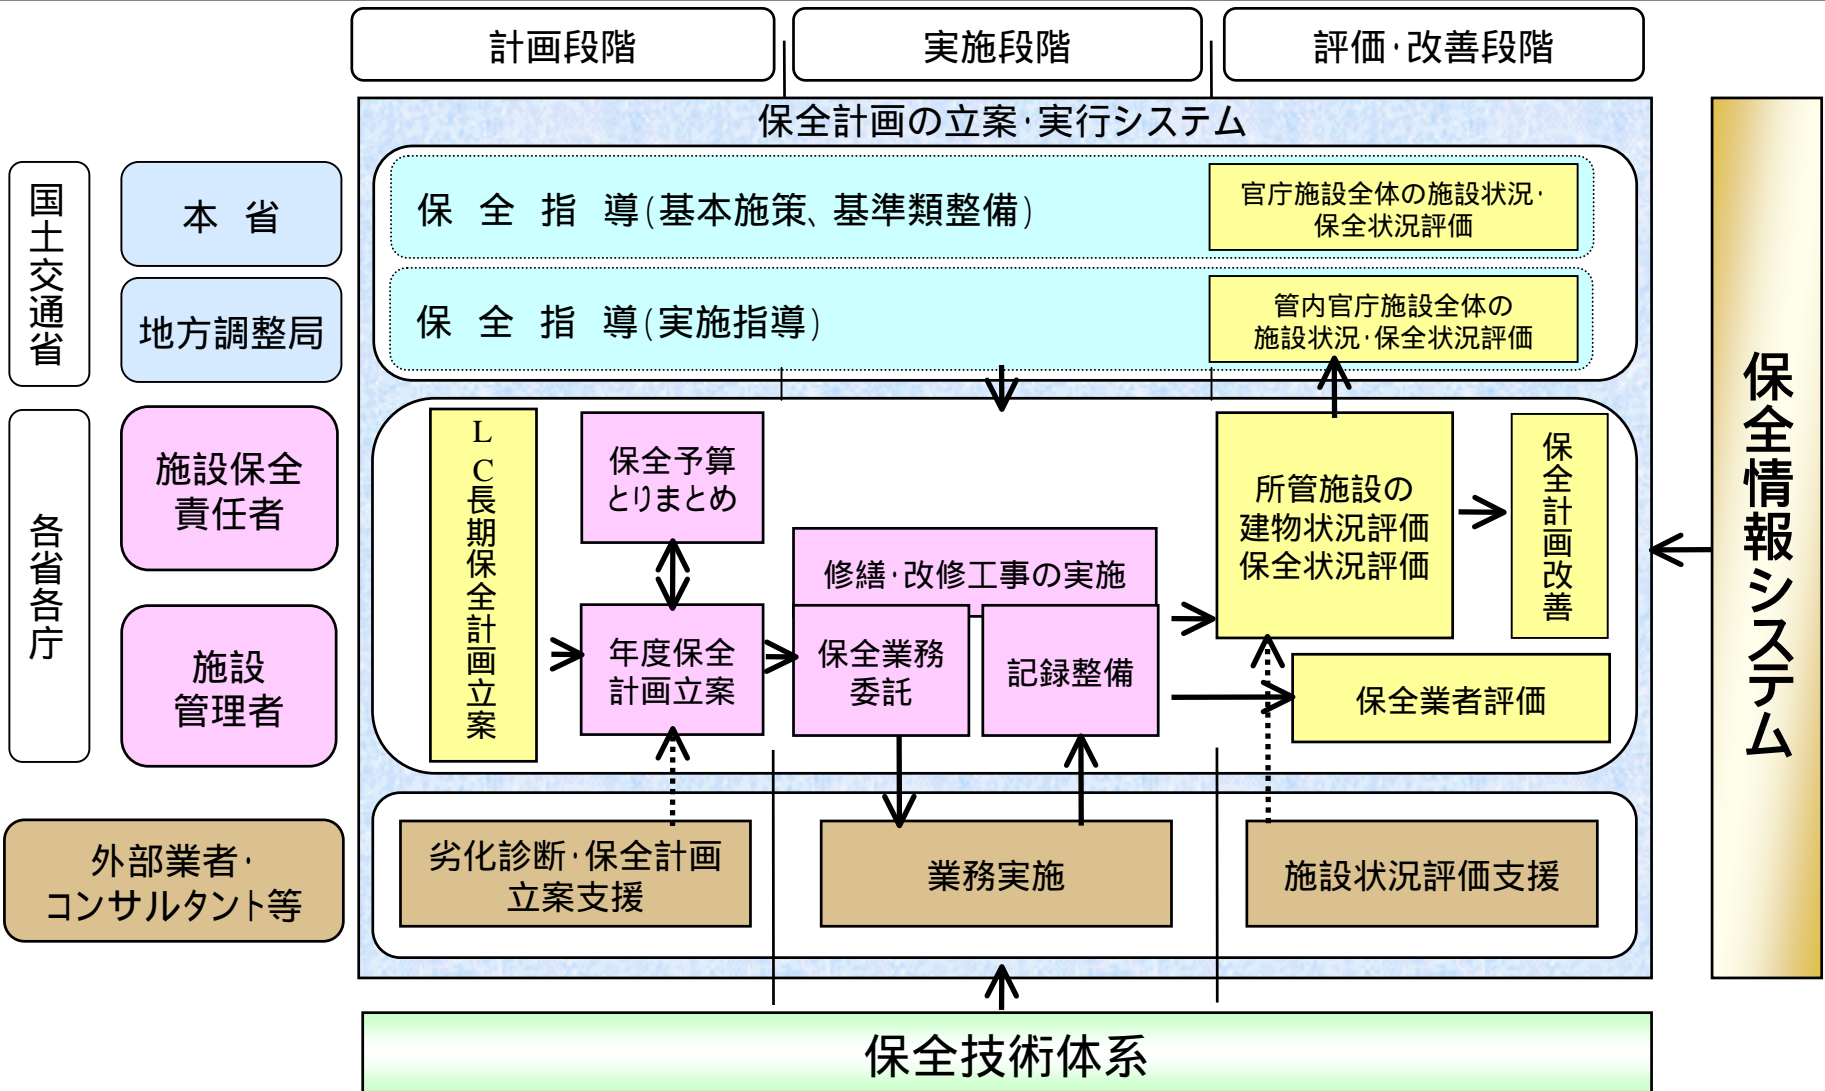 計画段階
実施段階
評価･改善段階
保全計画の立案･実行システム
国土交通省
本 省
保 全 指 導(基本施策、基準類整備)
官庁施設全体の施設状況･
保全状況評価
地方調整局
保 全 指 導(実施指導)
管内官庁施設全体の
施設状況･保全状況評価
各省各庁
施設保全
責任者
施設
管理者
LC長期保全計画立案
保全予算
とりまとめ
年度保全
計画立案
修繕･改修工事の実施
保全業務
委託
記録整備
所管施設の
建物状況評価
保全状況評価
保全計画改善
保全業者評価
外部業者･
コンサルタント等
劣化診断･保全計画
立案支援
業務実施
施設状況評価支援
保全情報システム
保全技術体系